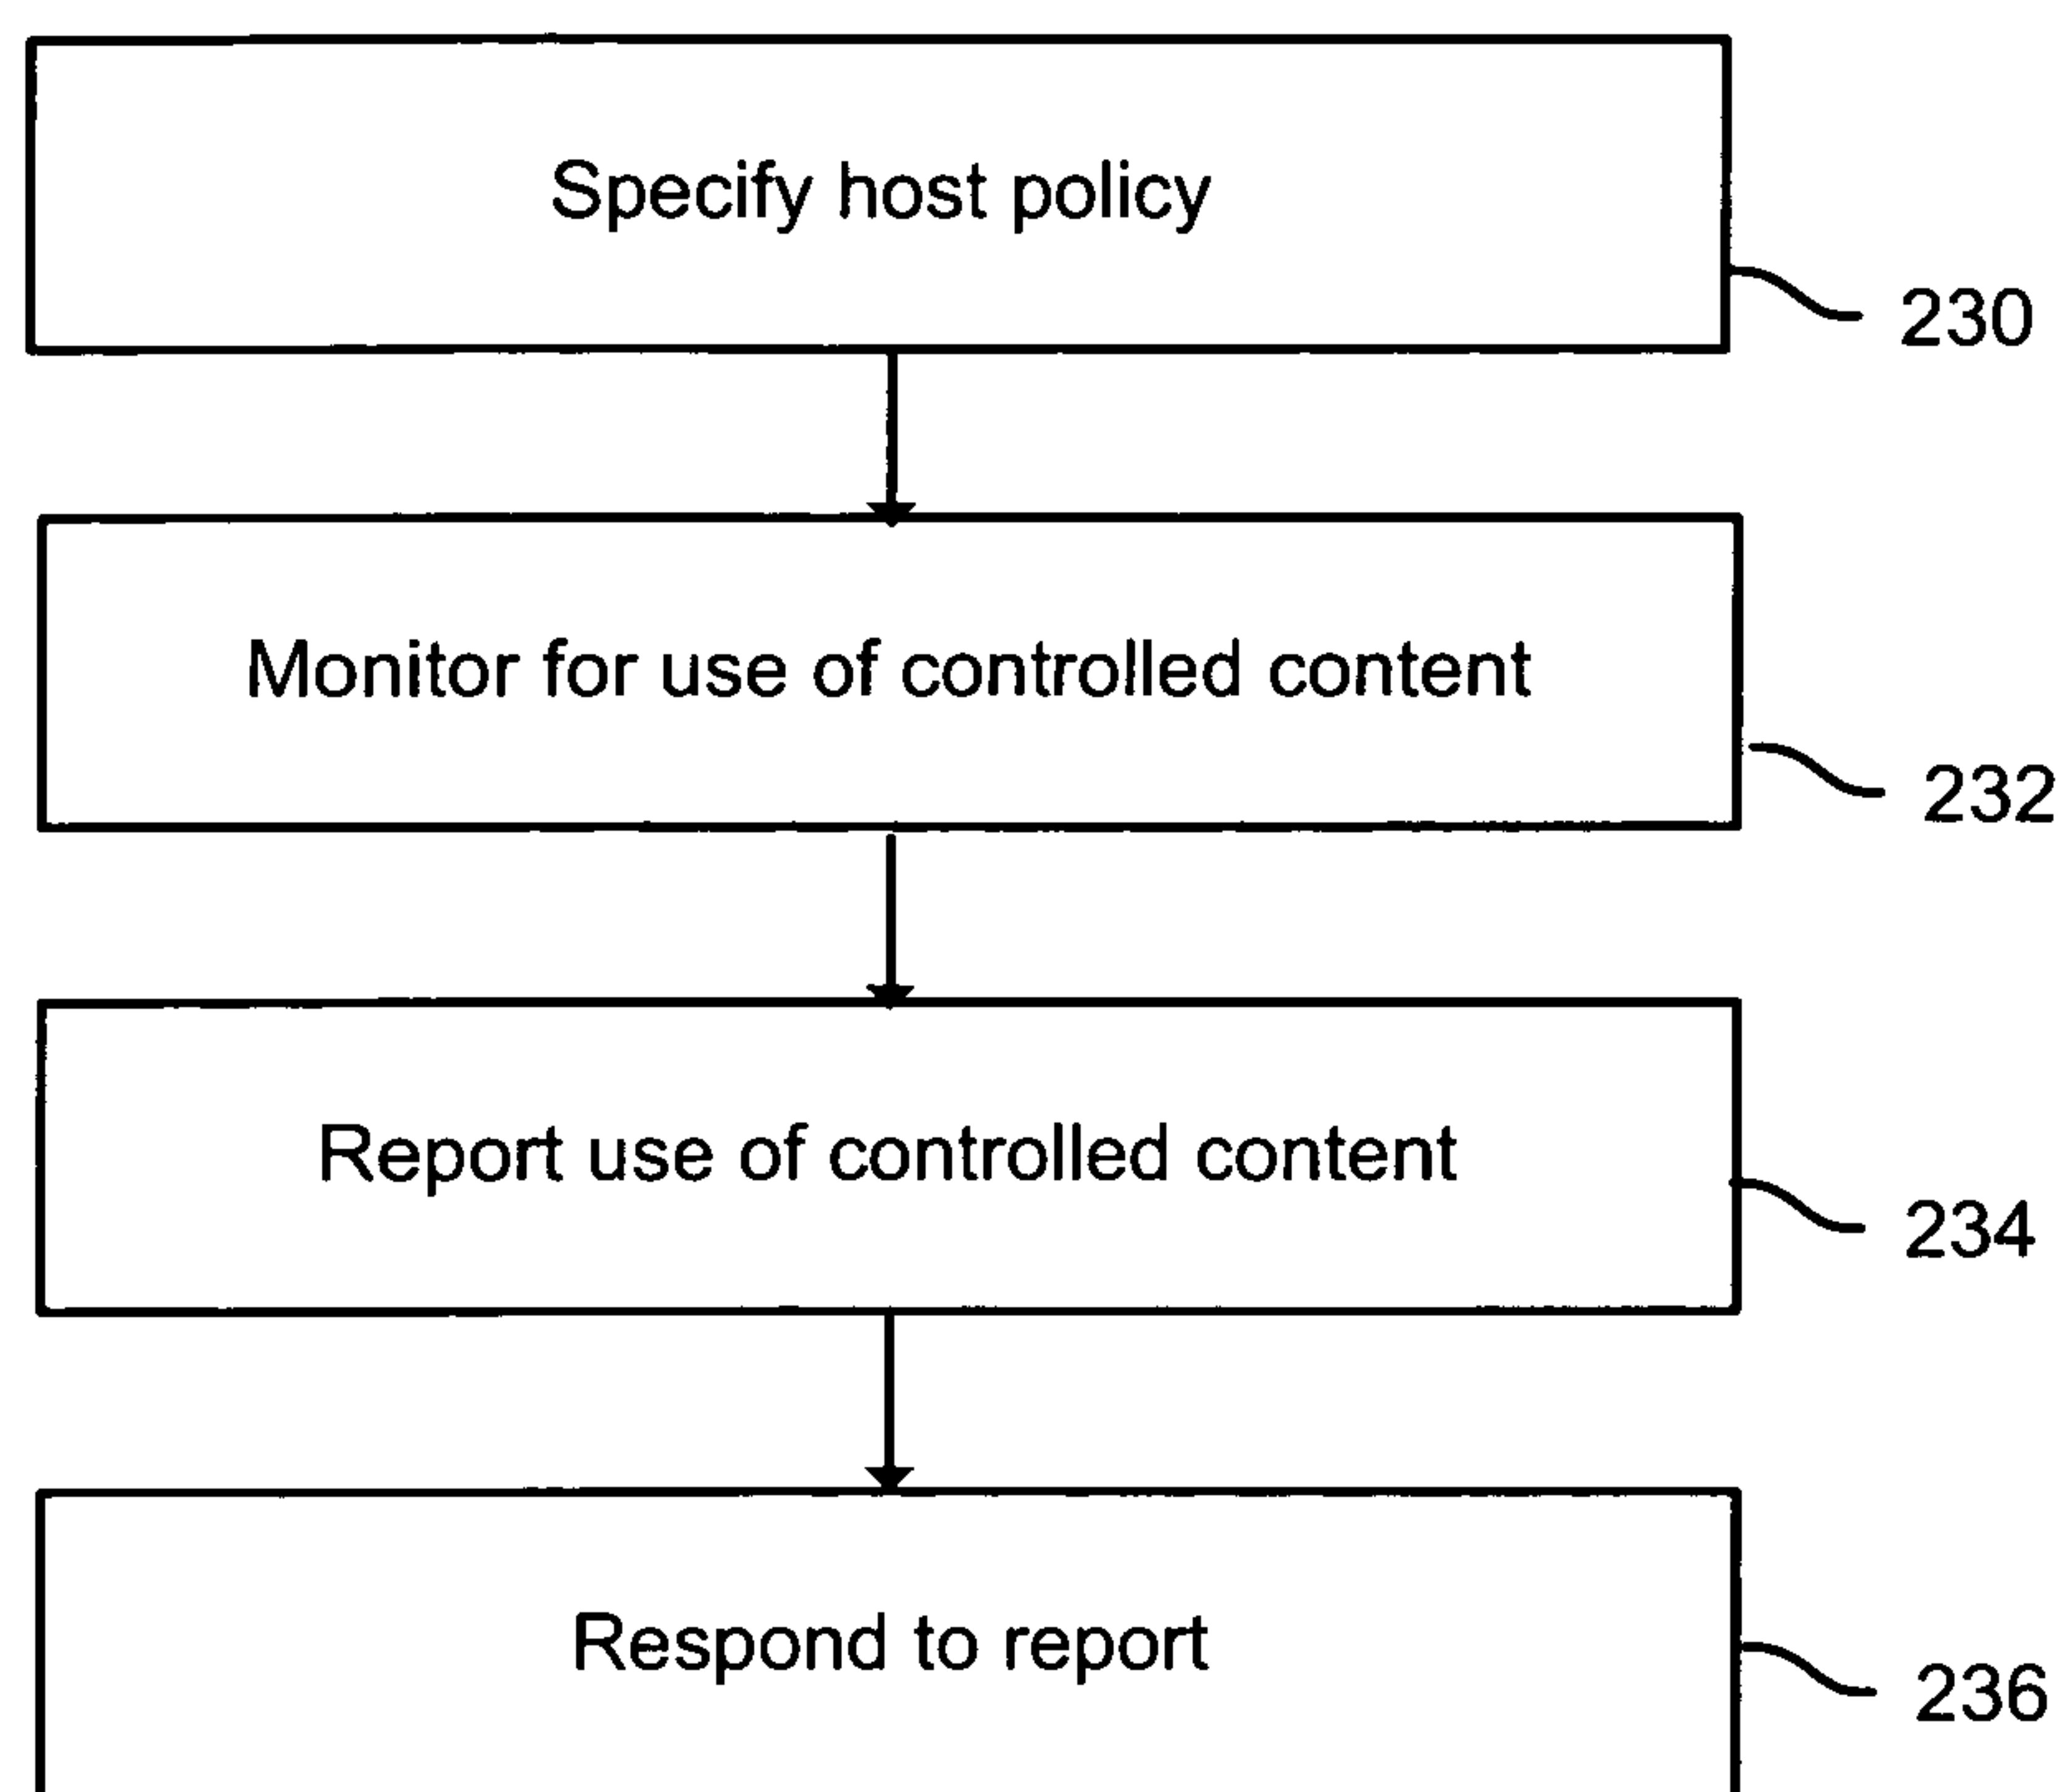 Specify host policy
230
Monitor for use of controlled content
232
Report use of controlled content
234
Respond to report
236